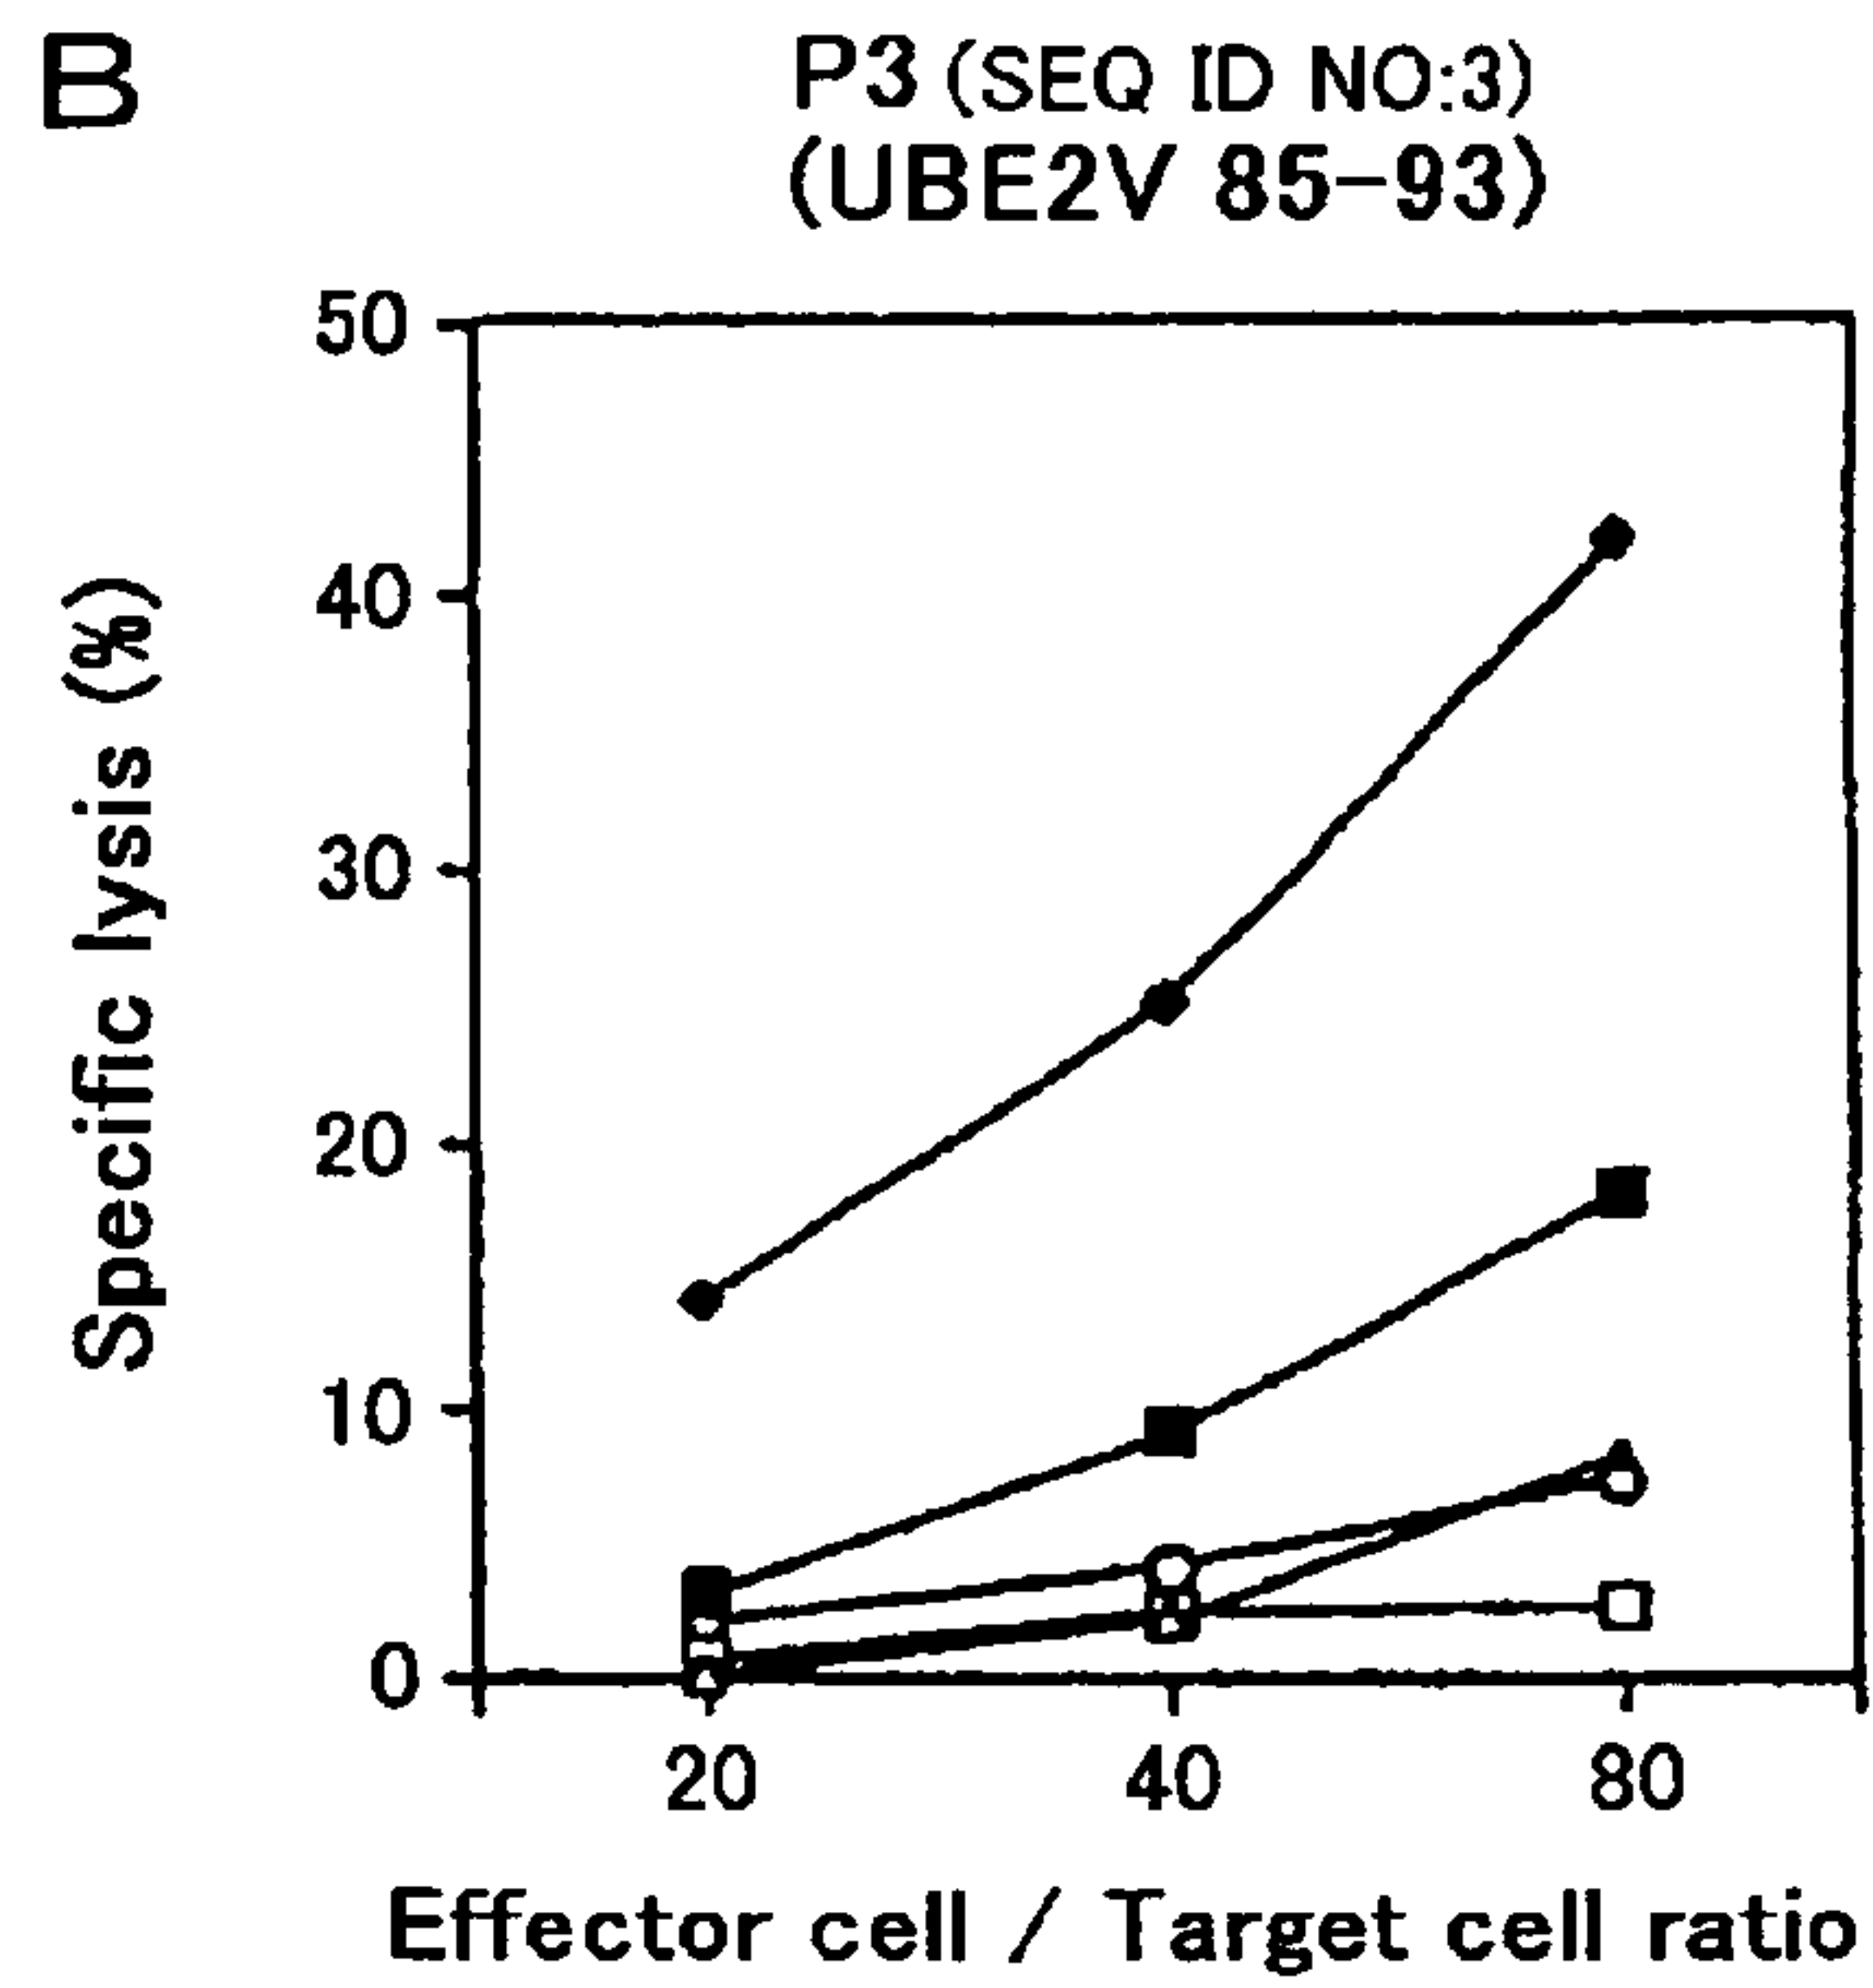 B
P3 (SEQ ID NO:3)
(UBE2V 85-93)
50
40
30
20
10
0
Specific lysis (%)
20 40 80
Effector cell / Target cell ratio